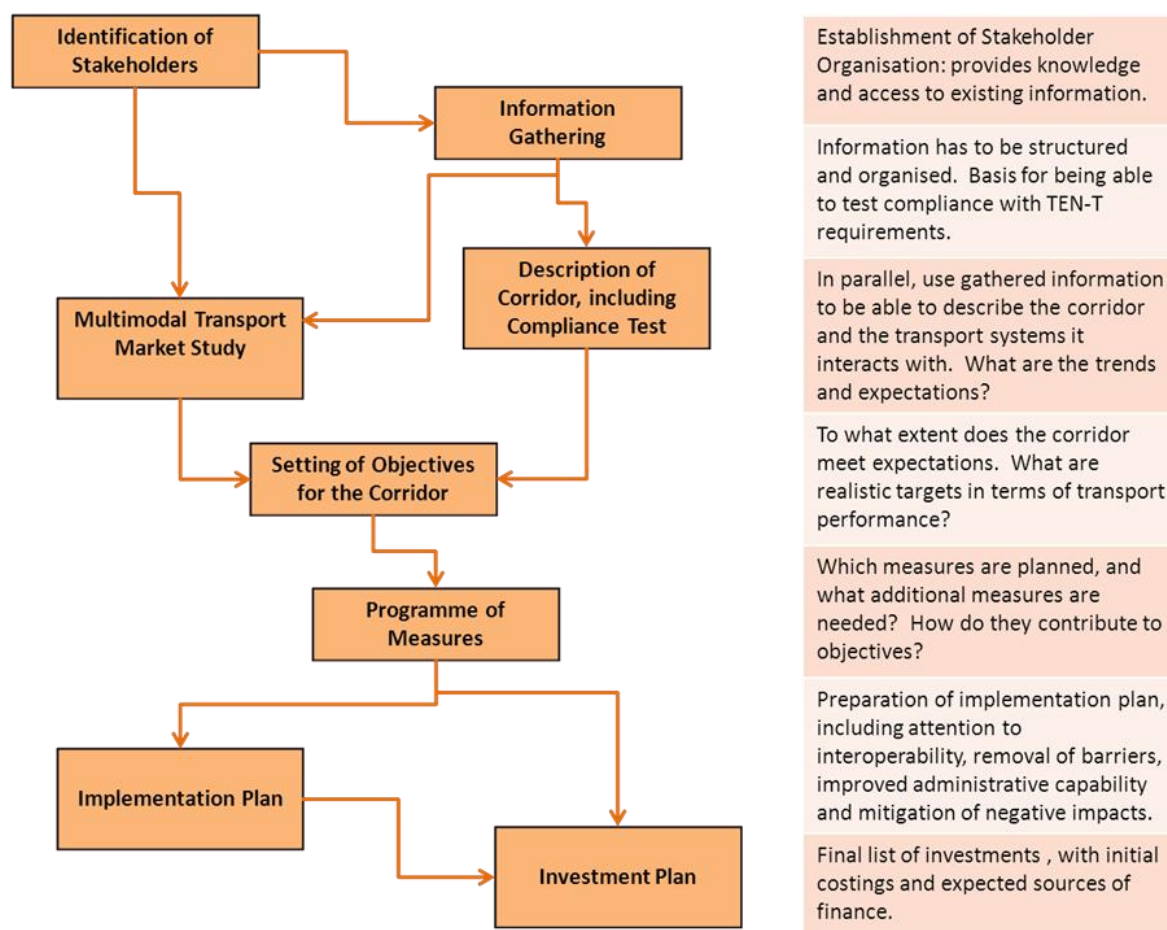 Identification of
Stakeholders
Information
Gathering
Description of
Corridor, including
Compliance Test
Multimodal Transport
Market Study
Setting of Objectives
for the Corridor
Programme of
Measures
Implementation Plan
Investment Plan
Establishment of Stakeholder
Organisation: provides knowledge
and access to existing information.
Information has to be structured
and organised.  Basis for being able
to test compliance with TEN-T
requirements.
In parallel, use gathered information
to be able to describe the corridor
and the transport systems it
interacts with.  What are the trends
and expectations?
To what extent does the corridor
meet expectations.  What are
realistic targets in terms of transport
performance?
Which measures are planned, and
what additional measures are
needed?  How do they contribute to
objectives?
Preparation of implementation plan,
including attention to
interoperability, removal of barriers,
improved administrative capability
and mitigation of negative impacts.
Final list of investments , with initial
costings and expected sources of
finance.